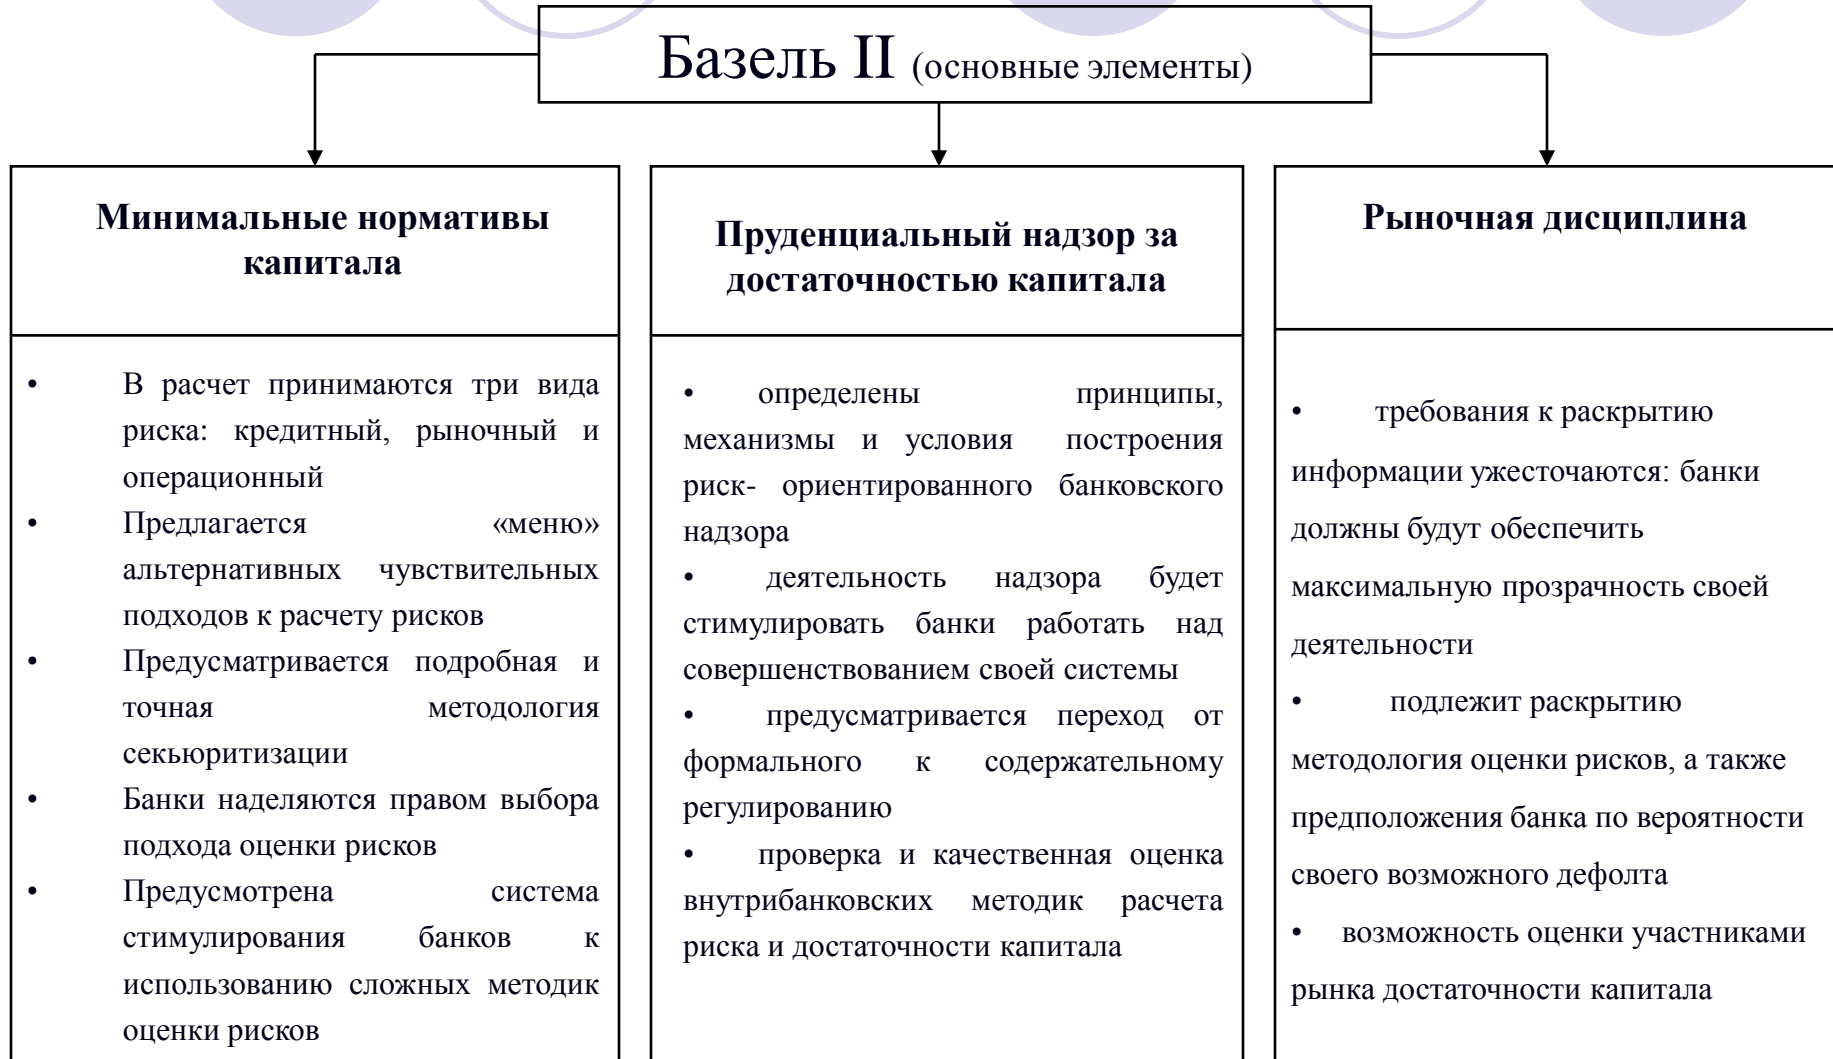 Базель II (основные элементы)
Минимальные нормативы
капитала
• В расчет принимаются три вида
риска: кредитный, рыночный и
операционный
• Предлагается «меню»
альтернативных чувствительных
подходов к расчету рисков
• Предусматривается подробная и
точная методология
секьюритизации
• Банки наделяются правом выбора
подхода оценки рисков
• Предусмотрена система
стимулирования банков к
использованию сложных методик
оценки рисков
Пруденциальный надзор за
достаточностью капитала
• определены принципы,
механизмы и условия построения
риск- ориентированного банковского
надзора
• деятельность надзора будет
стимулировать банки работать над
совершенствованием своей системы
• предусматривается переход от
формального к содержательному
регулированию
• проверка и качественная оценка
внутрибанковских методик расчета
риска и достаточности капитала
Рыночная дисциплина
• требования к раскрытию
информации ужесточаются: банки
должны будут обеспечить
максимальную прозрачность своей
деятельности
• подлежит раскрытию
методология оценки рисков, а также
предположения банка по вероятности
своего возможного дефолта
• возможность оценки участниками
рынка достаточности капитала